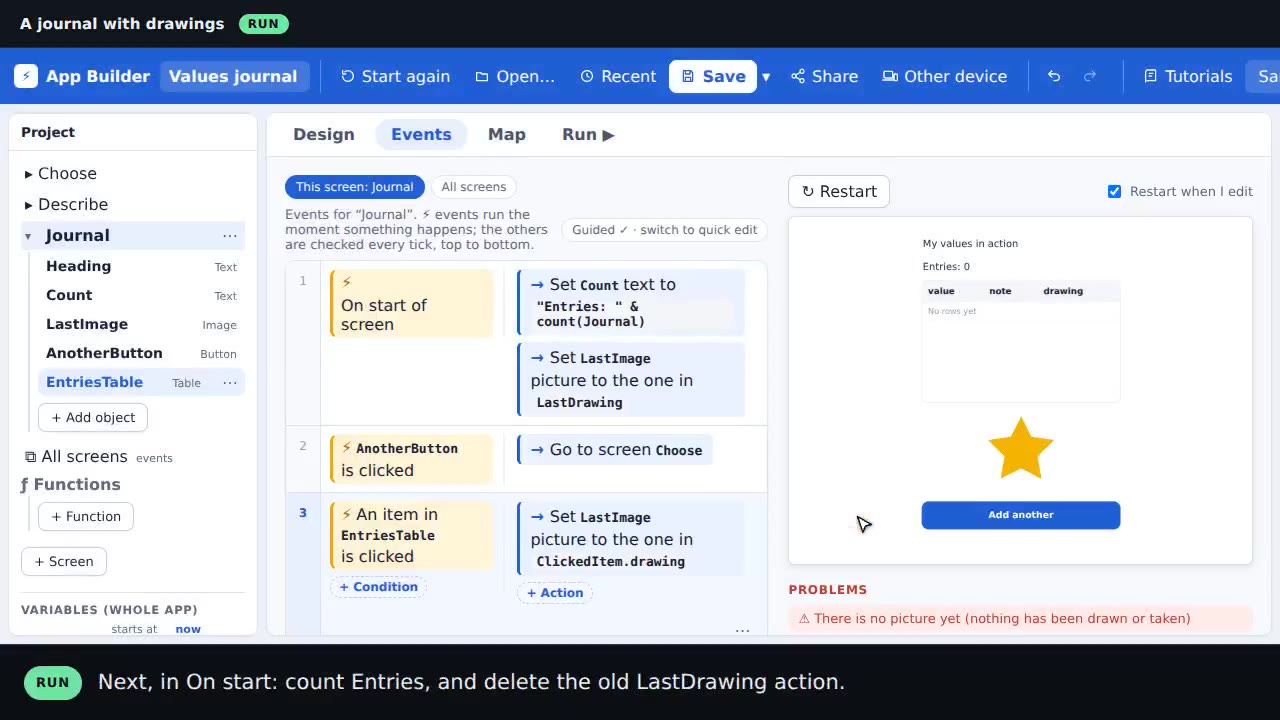 A journal with drawings RUN
App Builder Values journal Start again Open... Recent Save ▾ Share Other device Tutorials
Project
▸ Choose
▸ Describe
▾ Journal ⋯
Heading Text
Count Text
LastImage Image
AnotherButton Button
EntriesTable Table ⋯
+ Add object
All screens events
ƒ Functions
+ Function
+ Screen
VARIABLES (WHOLE APP)
starts at now
Design Events Map Run ▶
This screen: Journal All screens
Events for “Journal”. ⚡ events run the
moment something happens; the others
are checked every tick, top to bottom.
Guided ✓ · switch to quick edit
1
⚡
On start of
screen
→ Set Count text to
"Entries: " &
count(Journal)
→ Set LastImage
picture to the one in
LastDrawing
2
⚡ AnotherButton
is clicked
→ Go to screen Choose
3
⚡ An item in
EntriesTable
is clicked
+ Condition
→ Set LastImage
picture to the one in
ClickedItem.drawing
+ Action
⋯
↻ Restart
Restart when I edit
My values in action
Entries: 0
value note drawing
No rows yet
Add another
PROBLEMS
⚠ There is no picture yet (nothing has been drawn or taken)
RUN Next, in On start: count Entries, and delete the old LastDrawing action.